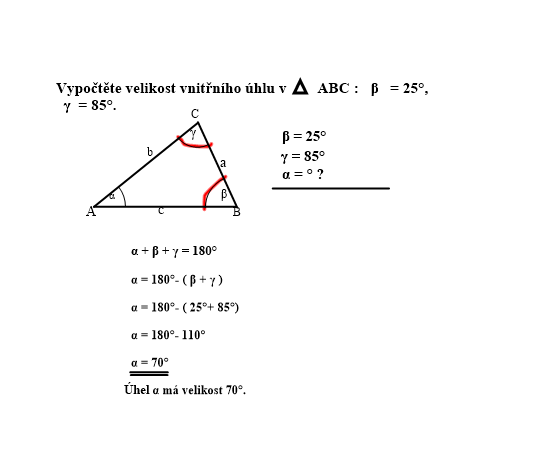 Vypočtěte velikost vnitřního úhlu v Δ ABC : β = 25°,
γ = 85°.
C
γ
β = 25°
b
γ = 85°
a
α = ° ?
α
β
A
c
B
α + β + γ = 180°
α = 180°- ( β + γ )
α = 180°- ( 25°+ 85°)
α = 180°- 110°
α = 70°
Úhel α má velikost 70°.